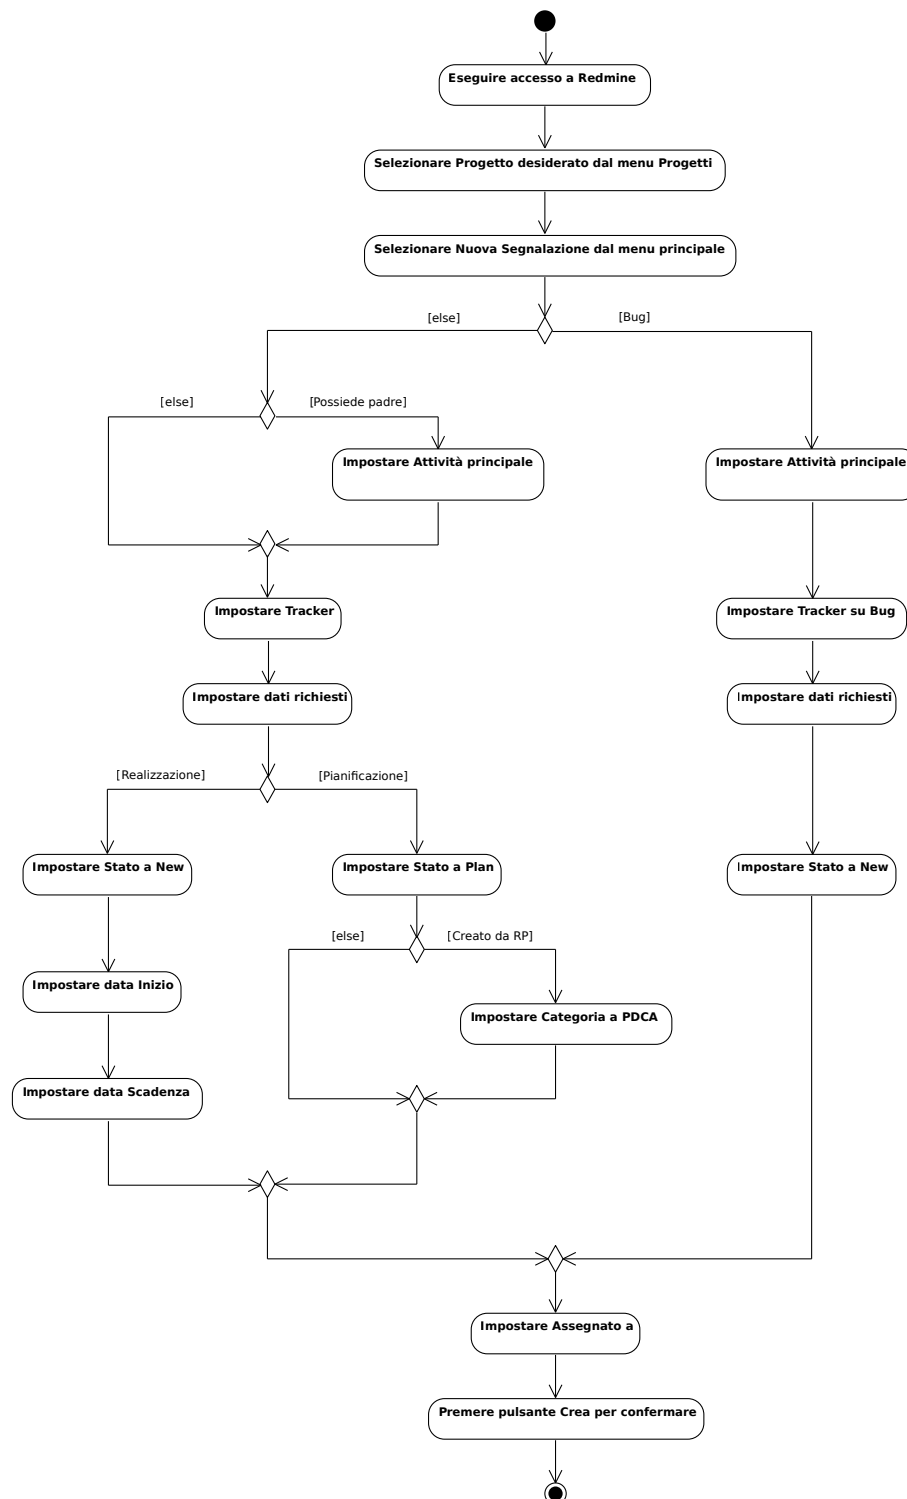 Eseguire accesso a Redmine
Selezionare Progetto desiderato dal menu Progetti
Selezionare Nuova Segnalazione dal menu principale
[else]
[Bug]
[else]
[Possiede padre]
Impostare Attività principale
Impostare Attività principale
Impostare Tracker
Impostare Tracker su Bug
Impostare dati richiesti
Impostare dati richiesti
[Realizzazione]
[Pianificazione]
Impostare Stato a New
Impostare Stato a Plan
Impostare Stato a New
[else]
[Creato da RP]
Impostare data Inizio
Impostare Categoria a PDCA
Impostare data Scadenza
Impostare Assegnato a
Premere pulsante Crea per confermare